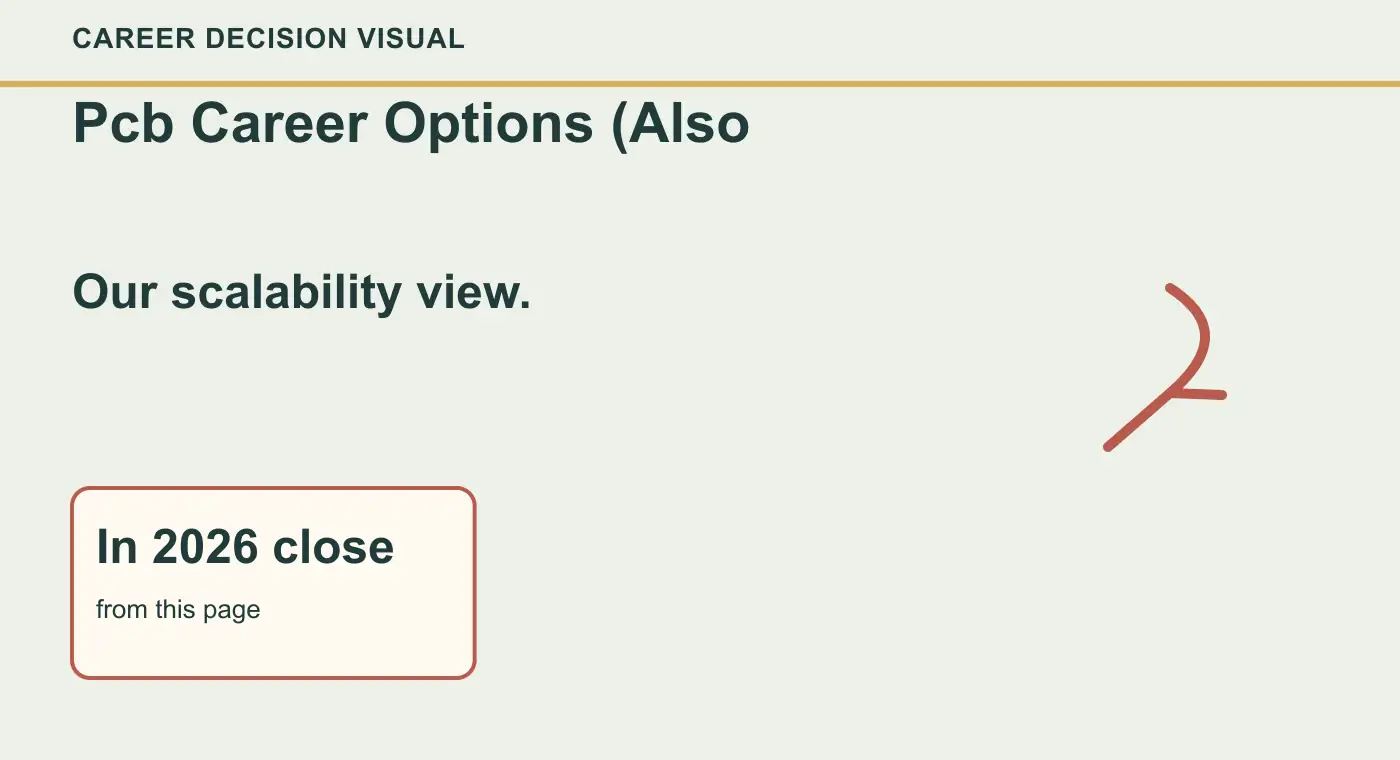 CAREER DECISION VISUAL
Pcb Career Options (Also
Our scalability view.
In 2026 close
from this page